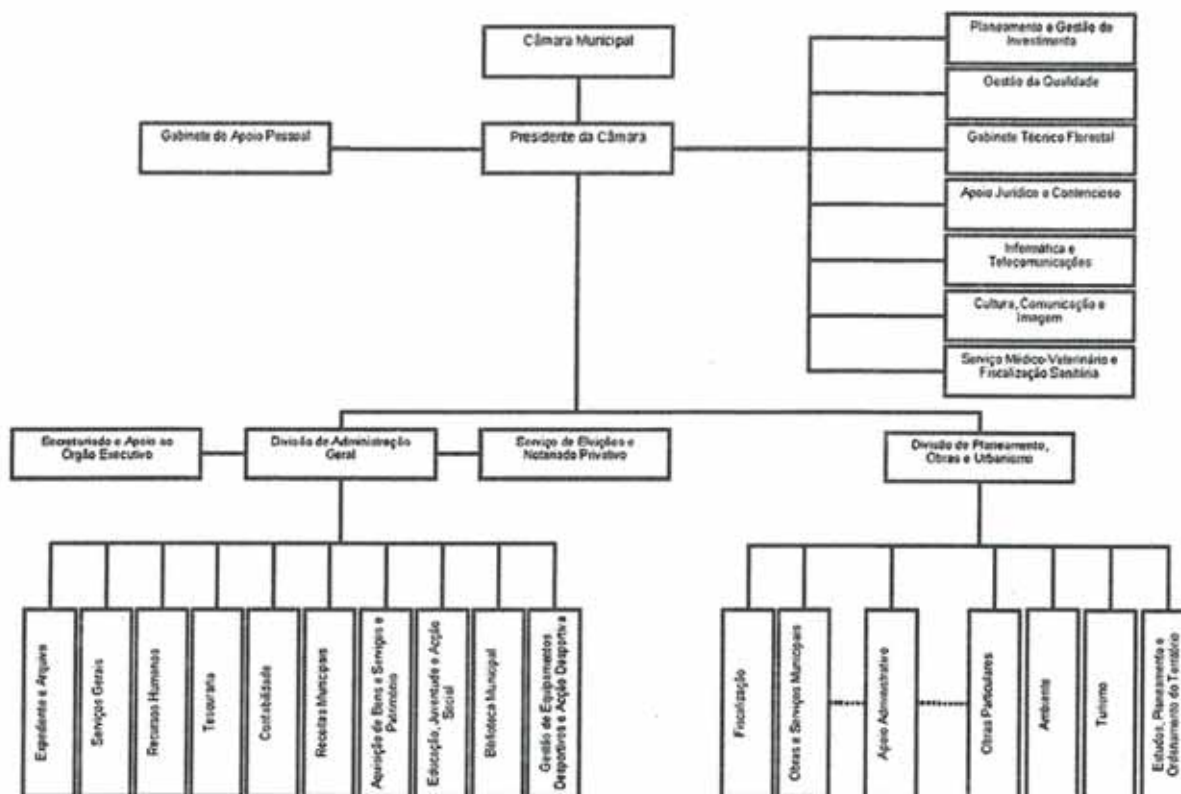 Câmara Municipal
Planeamento e Gestão do
Investimento
Gestão da Qualidade
Gabinete de Apoio Pessoal
Presidente da Câmara
Gabinete Técnico Florestal
Apoio Jurídico e Contencioso
Informática e
Telecomunicações
Cultura, Comunicação e
Imagem
Serviço Médico-Veterinário e
Fiscalização Sanitária
Secretariado e Apoio ao
Órgão Executivo
Divisão de Administração
Geral
Serviço de Eleições e
Notariado Privativo
Divisão de Planeamento,
Obras e Urbanismo
Expediente e Arquivo
Serviços Gerais
Recursos Humanos
Tesouraria
Contabilidade
Receitas Municipais
Aquisição de Bens e Serviços e
Património
Educação, Juventude e Acção
Social
Biblioteca Municipal
Gestão de Equipamentos
Desportivos e Acção Desportiva
Fiscalização
Obras e Serviços Municipais
Apoio Administrativo
Obras Particulares
Ambiente
Turismo
Estudos, Planeamento e
Ordenamento do Território